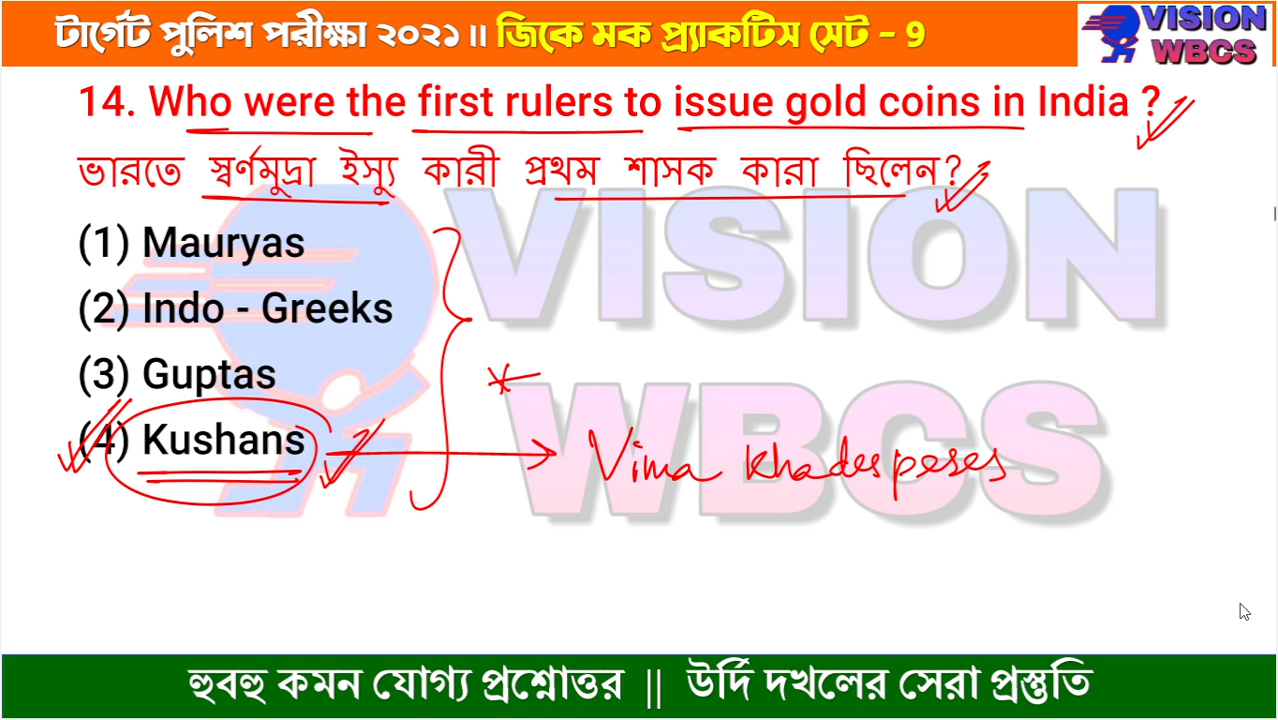 টার্গেট পুলিশ পরীক্ষা ২০২১ ॥ জিকে মক প্র্যাকটিস সেট – 9
VISION
WBCS
14. Who were the first rulers to issue gold coins in India ?
ভারতে স্বর্ণমুদ্রা ইস্যু কারী প্রথম শাসক কারা ছিলেন?
(1) Mauryas
(2) Indo - Greeks
(3) Guptas
(4) Kushans
Vima Khadespeses
VISION
WBCS
হুবহু কমন যোগ্য প্রশ্নোত্তর || উর্দি দখলের সেরা প্রস্তুতি